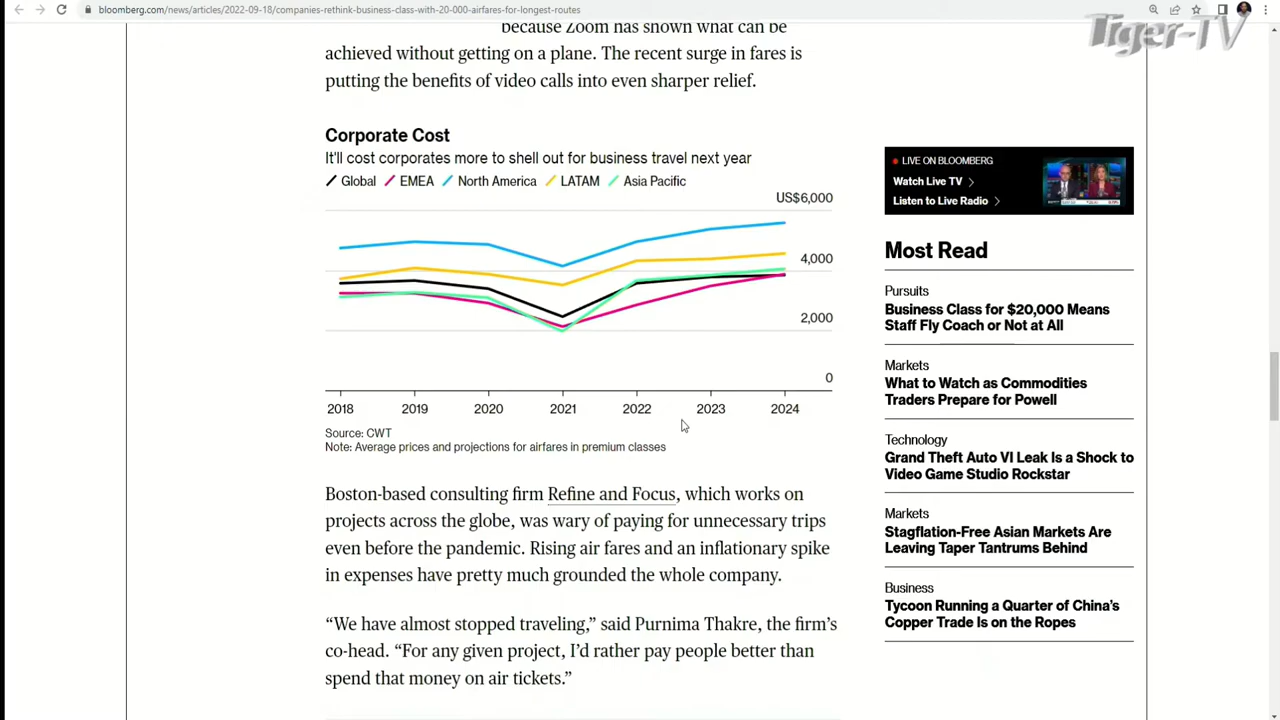 bloomberg.com/news/articles/2022-09-18/companies-rethink-business-class-with-20-000-airfares-for-longest-routes
Tiger-TV
because Zoom has shown what can be
achieved without getting on a plane. The recent surge in fares is
putting the benefits of video calls into even sharper relief.
Corporate Cost
It'll cost corporates more to shell out for business travel next year
Global EMEA North America LATAM Asia Pacific
US$6,000
4,000
2,000
0
2018 2019 2020 2021 2022 2023 2024
Source: CWT
Note: Average prices and projections for airfares in premium classes
Boston-based consulting firm Refine and Focus, which works on
projects across the globe, was wary of paying for unnecessary trips
even before the pandemic. Rising air fares and an inflationary spike
in expenses have pretty much grounded the whole company.
“We have almost stopped traveling,” said Purnima Thakre, the firm's
co-head. “For any given project, I'd rather pay people better than
spend that money on air tickets.”
LIVE ON BLOOMBERG
Watch Live TV
Listen to Live Radio
Most Read
Pursuits
Business Class for $20,000 Means
Staff Fly Coach or Not at All
Markets
What to Watch as Commodities
Traders Prepare for Powell
Technology
Grand Theft Auto VI Leak Is a Shock to
Video Game Studio Rockstar
Markets
Stagflation-Free Asian Markets Are
Leaving Taper Tantrums Behind
Business
Tycoon Running a Quarter of China's
Copper Trade Is on the Ropes